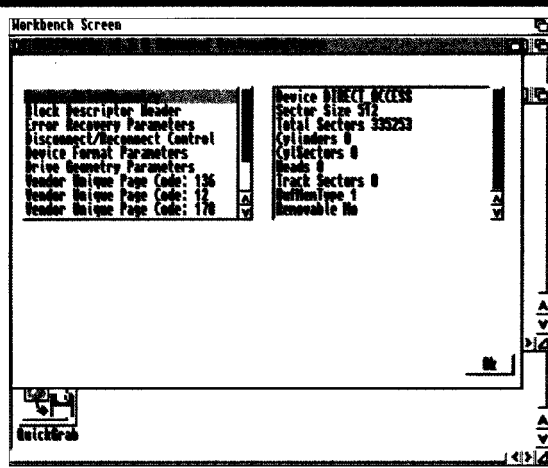 Workbench Screen
Block Descriptor Header
Error Recovery Parameters
Disconnect/Reconnect Control
Device Format Parameters
Drive Geometry Parameters
Vendor Unique Page Code: 136
Vendor Unique Page Code: 12
Vendor Unique Page Code: 178
Device DIRECT ACCESS
Sector Size 512
Total Sectors 335253
Cylinders 0
CylSectors 0
Heads 0
Track Sectors 0
BufMemType 1
Removable No
Ok
QuickGrab